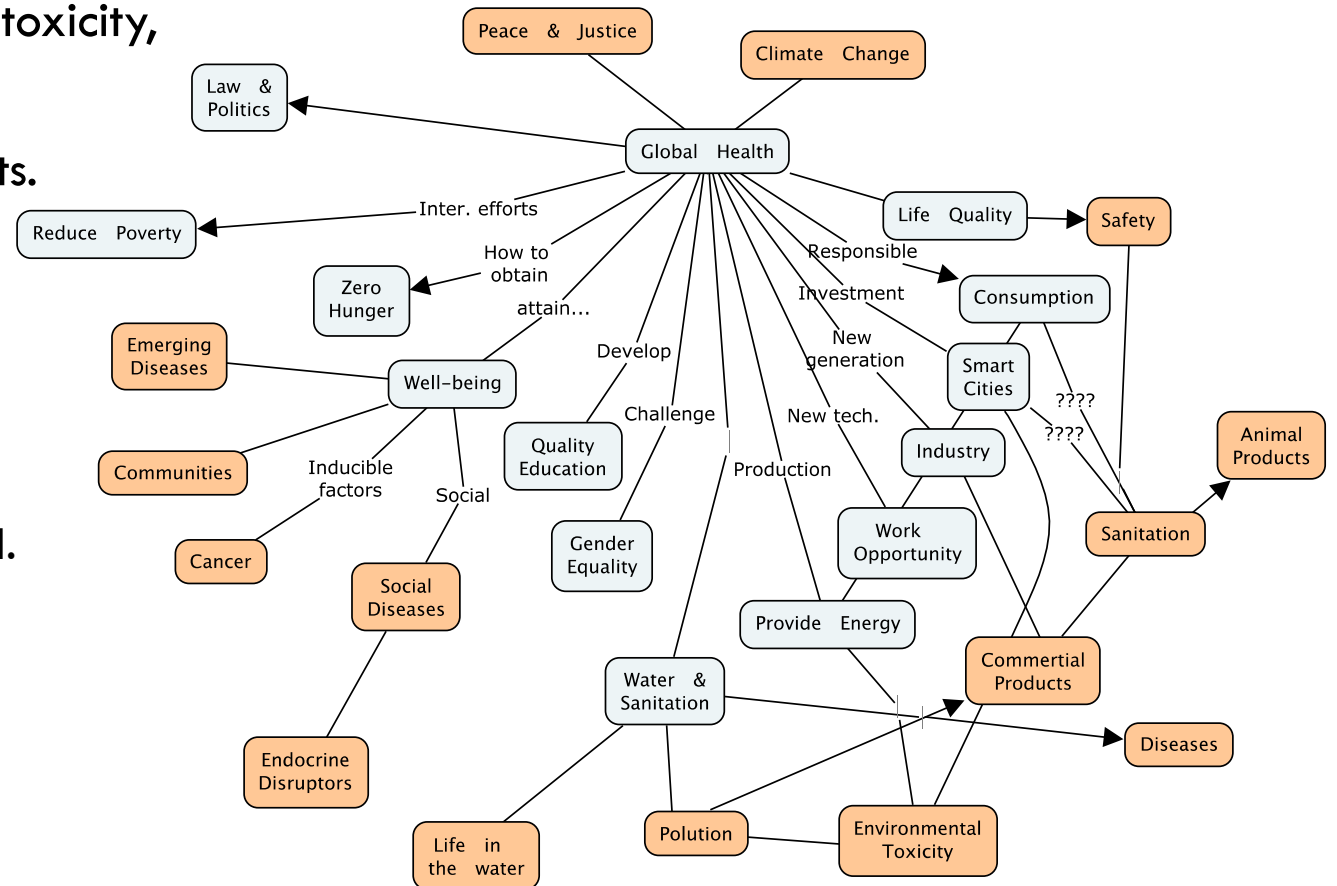 toxicity,
Peace & Justice
Climate Change
Law &
Politics
Global Health
ts.
Inter. efforts
Life Quality
Safety
Reduce Poverty
How to
obtain
Responsible
Zero
Hunger
Investment
Consumption
attain...
Emerging
Diseases
New
generation
Develop
Smart
Cities
Well-being
????
Challenge
New tech.
????
Animal
Products
Quality
Education
Industry
Communities
Inducible
factors
Production
Social
Work
Opportunity
Sanitation
Gender
Equality
l.
Cancer
Social
Diseases
Provide Energy
Commertial
Products
Water &
Sanitation
Diseases
Endocrine
Disruptors
Polution
Environmental
Toxicity
Life in
the water